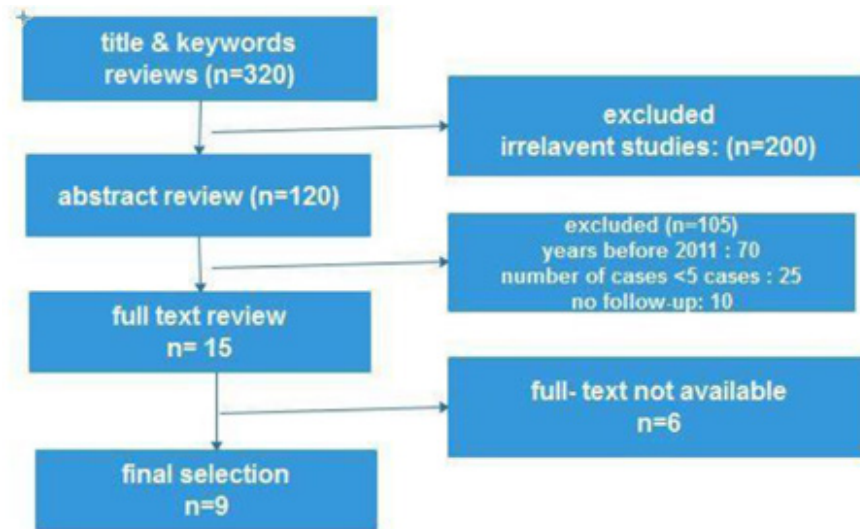 title & keywords
reviews (n=320)
excluded
irrelavent studies: (n=200)
abstract review (n=120)
excluded (n=105)
years before 2011 : 70
number of cases <5 cases : 25
no follow-up: 10
full text review
n= 15
full- text not available
n=6
final selection
n=9